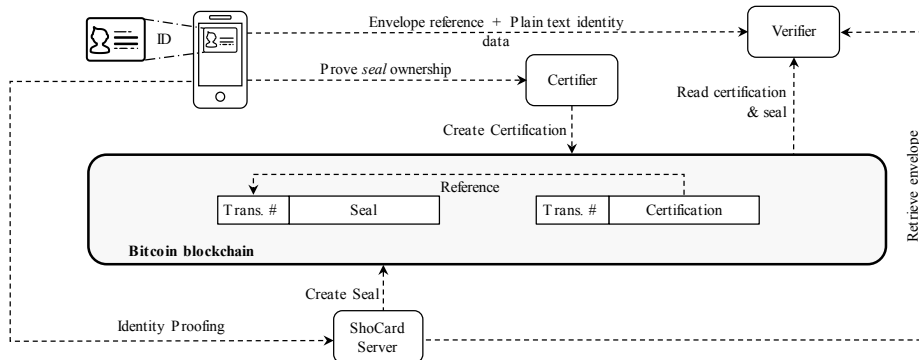 ID
Envelope reference + Plain text identity
data
Verifier
Prove seal ownership
Certifier
Read certification
& seal
Create Certification
Retrieve envelope
Reference
Trans. #
Seal
Trans. #
Certification
Bitcoin blockchain
Create Seal
Identity Proofing
ShoCard
Server